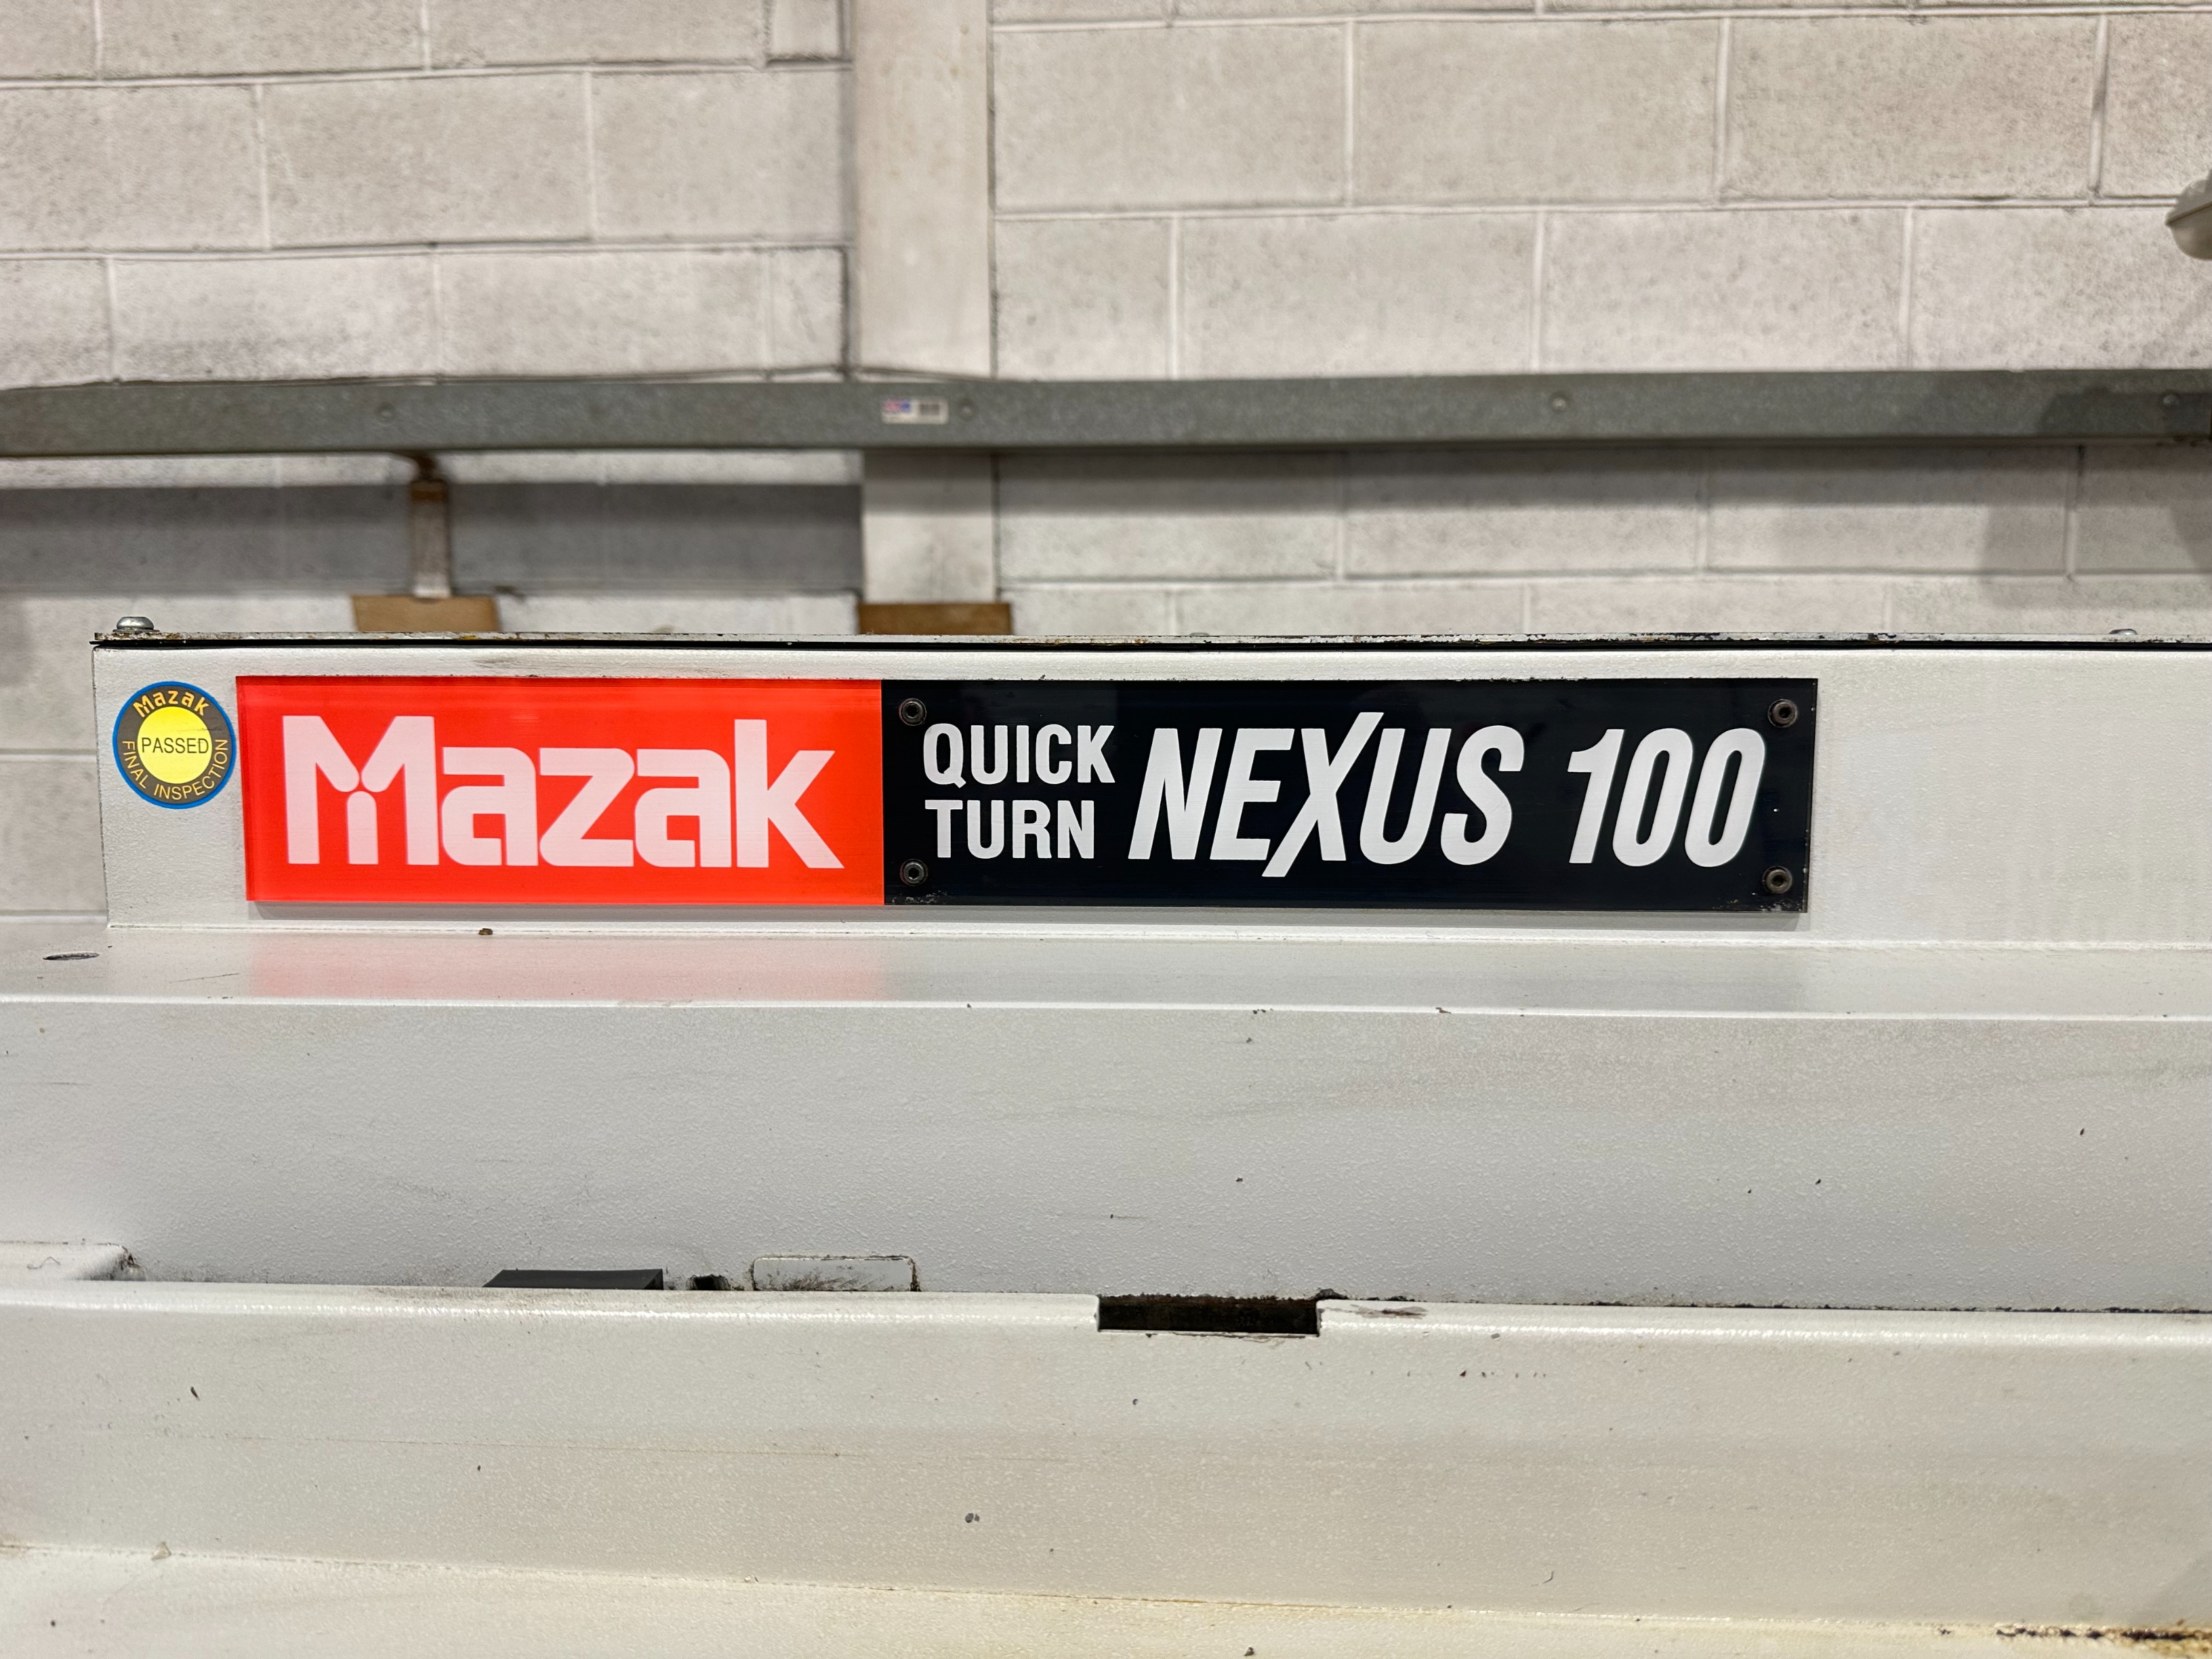 Mazak
PASSED
FINAL INSPECTION
Mazak
QUICK
TURN
NEXUS 100